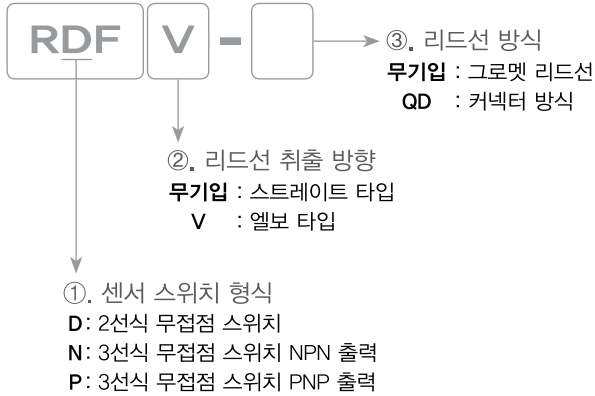 RDF V -
③. 리드선 방식
무기입 : 그로멧 리드선
QD : 커넥터 방식
②. 리드선 취출 방향
무기입 : 스트레이트 타입
V : 엘보 타입
①. 센서 스위치 형식
D : 2선식 무접점 스위치
N : 3선식 무접점 스위치 NPN 출력
P : 3선식 무접점 스위치 PNP 출력